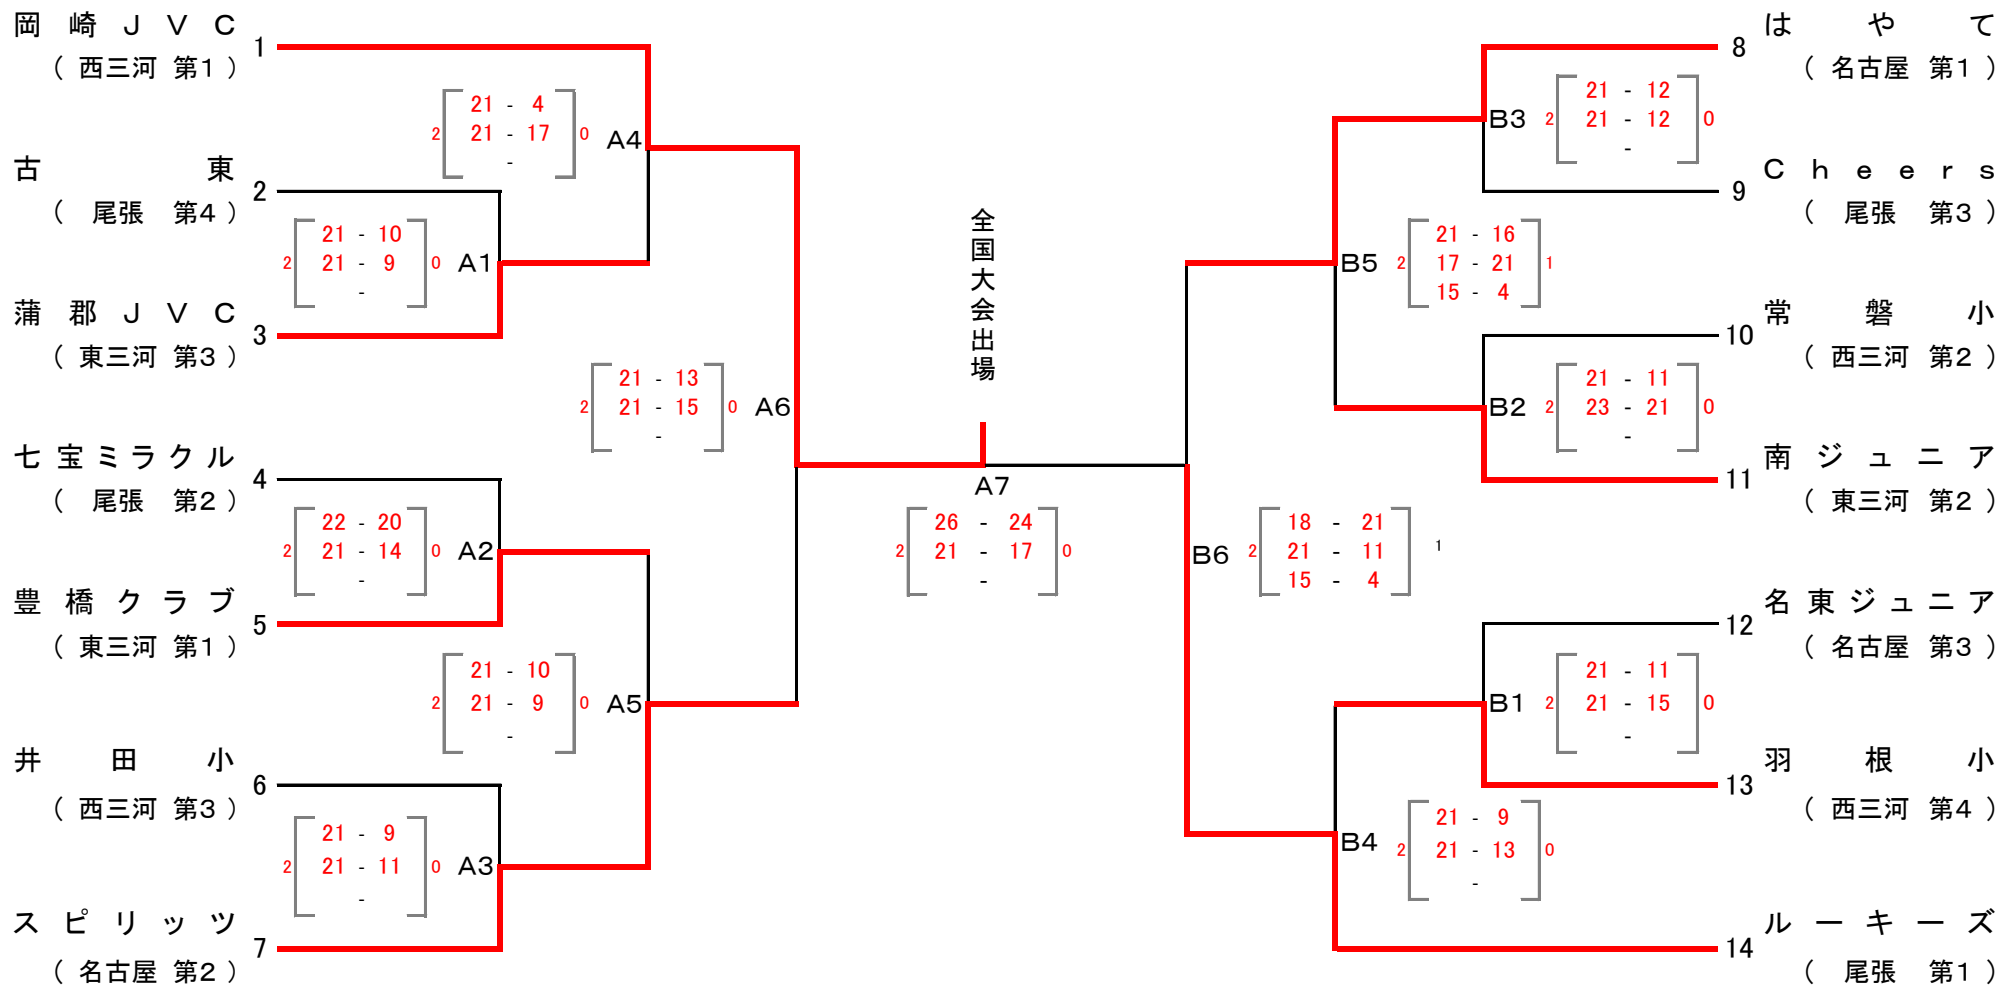 岡崎JVC
1
(西三河 第1)
21 - 4
2 21 - 17 0 A4
-
古東
2
(尾張 第4)
21 - 10
2 21 - 9 0 A1
-
蒲郡JVC
3
(東三河 第3)
21 - 13
2 21 - 15 0 A6
-
七宝ミラクル
4
(尾張 第2)
22 - 20
2 21 - 14 0 A2
-
豊橋クラブ
5
(東三河 第1)
21 - 10
2 21 - 9 0 A5
-
井田小
6
(西三河 第3)
21 - 9
2 21 - 11 0 A3
-
スピリッツ
7
(名古屋 第2)
全国大会出場
A7
26 - 24
2 21 - 17 0
-
はやて
8
(名古屋 第1)
21 - 12
B3 2 21 - 12 0
-
Cheers
9
(尾張 第3)
21 - 16
B5 2 17 - 21 1
15 - 4
常磐小
10
(西三河 第2)
21 - 11
B2 2 23 - 21 0
-
南ジュニア
11
(東三河 第2)
18 - 21
B6 2 21 - 11 1
15 - 4
名東ジュニア
12
(名古屋 第3)
21 - 11
B1 2 21 - 15 0
-
羽根小
13
(西三河 第4)
21 - 9
B4 2 21 - 13 0
-
ルーキーズ
14
(尾張 第1)